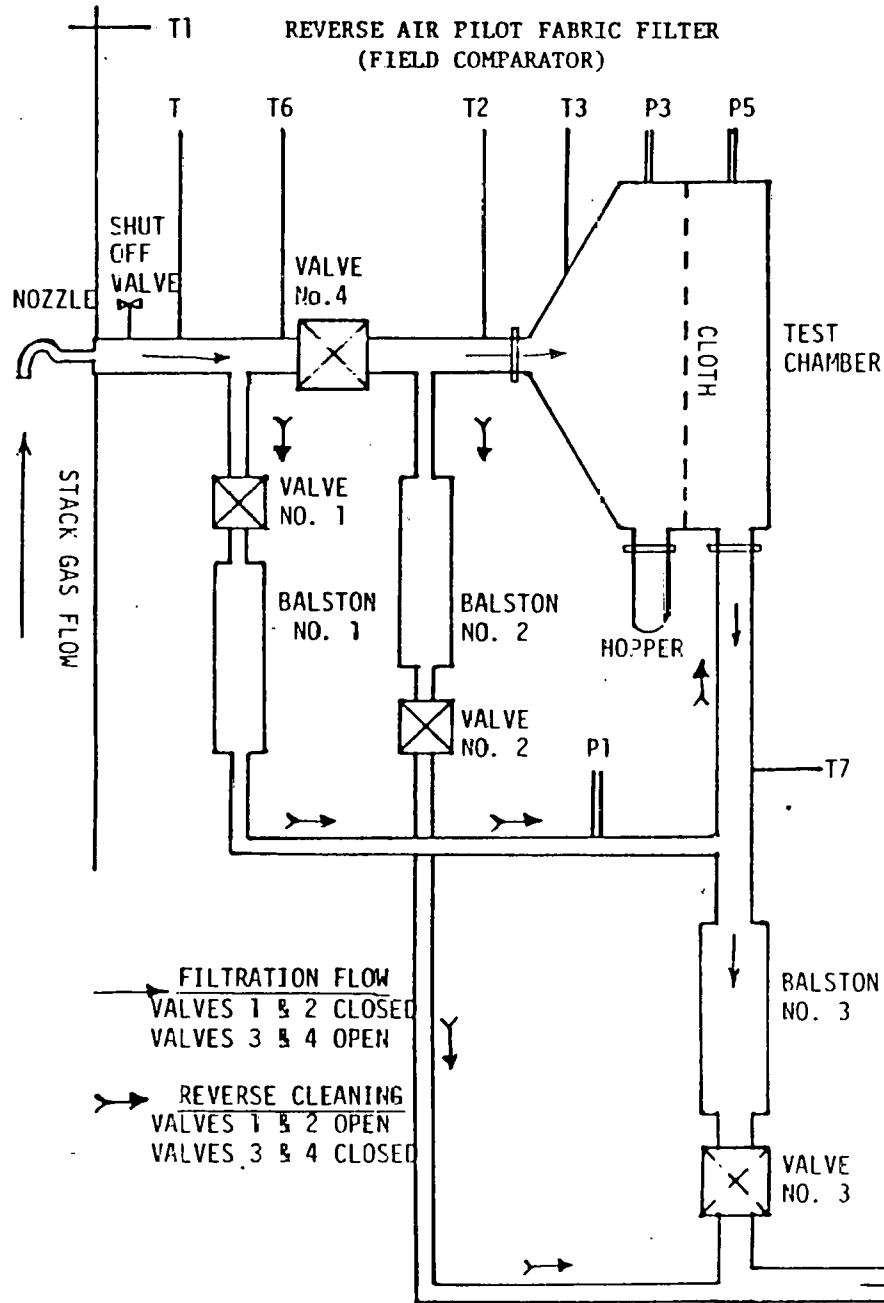 T1
REVERSE AIR PILOT FABRIC FILTER
(FIELD COMPARATOR)
T
T6
T2
T3
P3
P5
SHUT
OFF
VALVE
NOZZLE
VALVE
No.4
CLOTH
TEST
CHAMBER
STACK GAS FLOW
VALVE
NO. 1
BALSTON
NO. 1
BALSTON
NO. 2
HOPPER
VALVE
NO. 2
P1
T7
FILTRATION FLOW
VALVES 1 & 2 CLOSED
VALVES 3 & 4 OPEN
REVERSE CLEANING
VALVES 1 & 2 OPEN
VALVES 3 & 4 CLOSED
BALSTON
NO. 3
VALVE
NO. 3